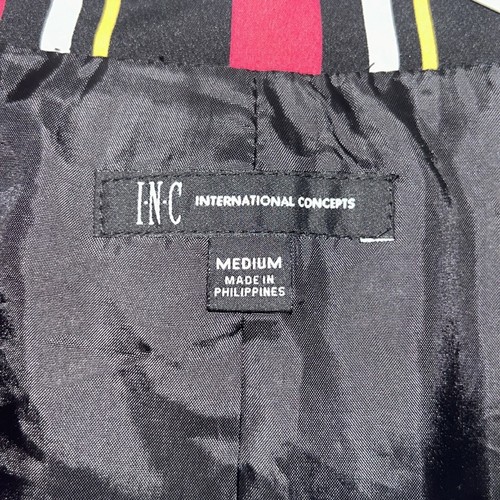 I·N·C INTERNATIONAL CONCEPTS
MEDIUM
MADE IN
PHILIPPINES